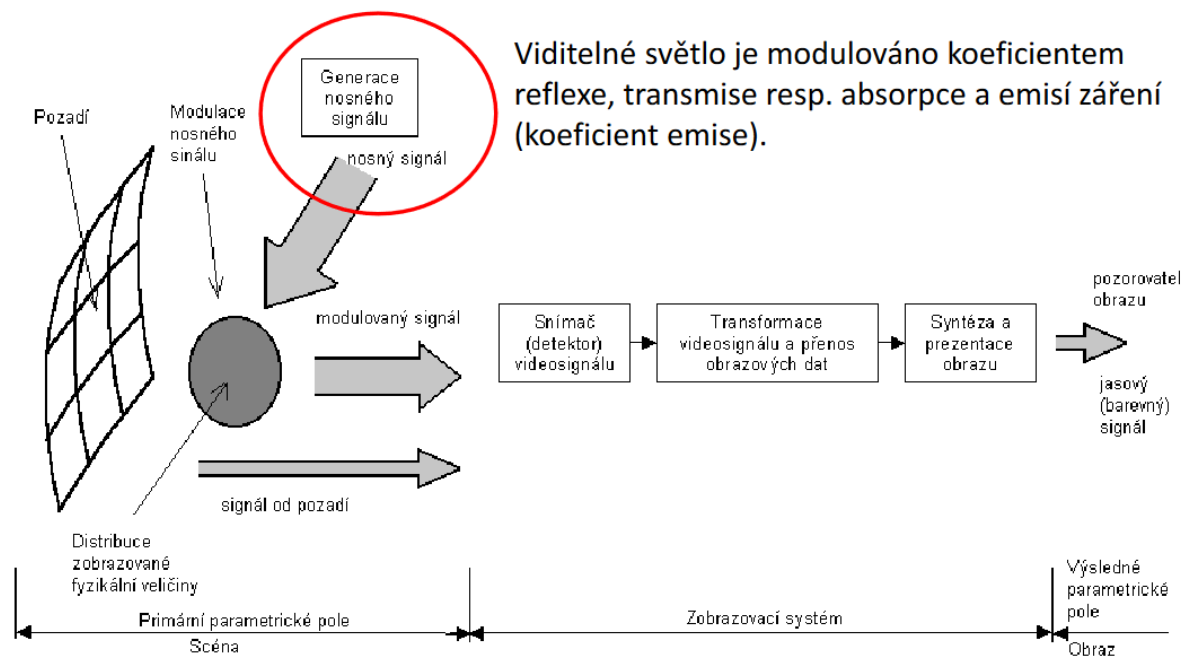 Viditelné světlo je modulováno koeficientem
reflexe, transmise resp. absorpce a emisí záření
(koeficient emise).
Generace
nosného
signálu
nosný signál
Pozadí
Modulace
nosného
sinálu
modulovaný signál
signál od pozadí
Distribuce
zobrazované
fyzikální veličiny
Snímač
(detektor)
videosignálu
Transformace
videosignálu a přenos
obrazových dat
Syntéza a
prezentace
obrazu
pozorovatel
obrazu
jasový
(barevný)
signál
Primární parametrické pole
Scéna
Zobrazovací systém
Výsledné
parametrické
pole
Obraz